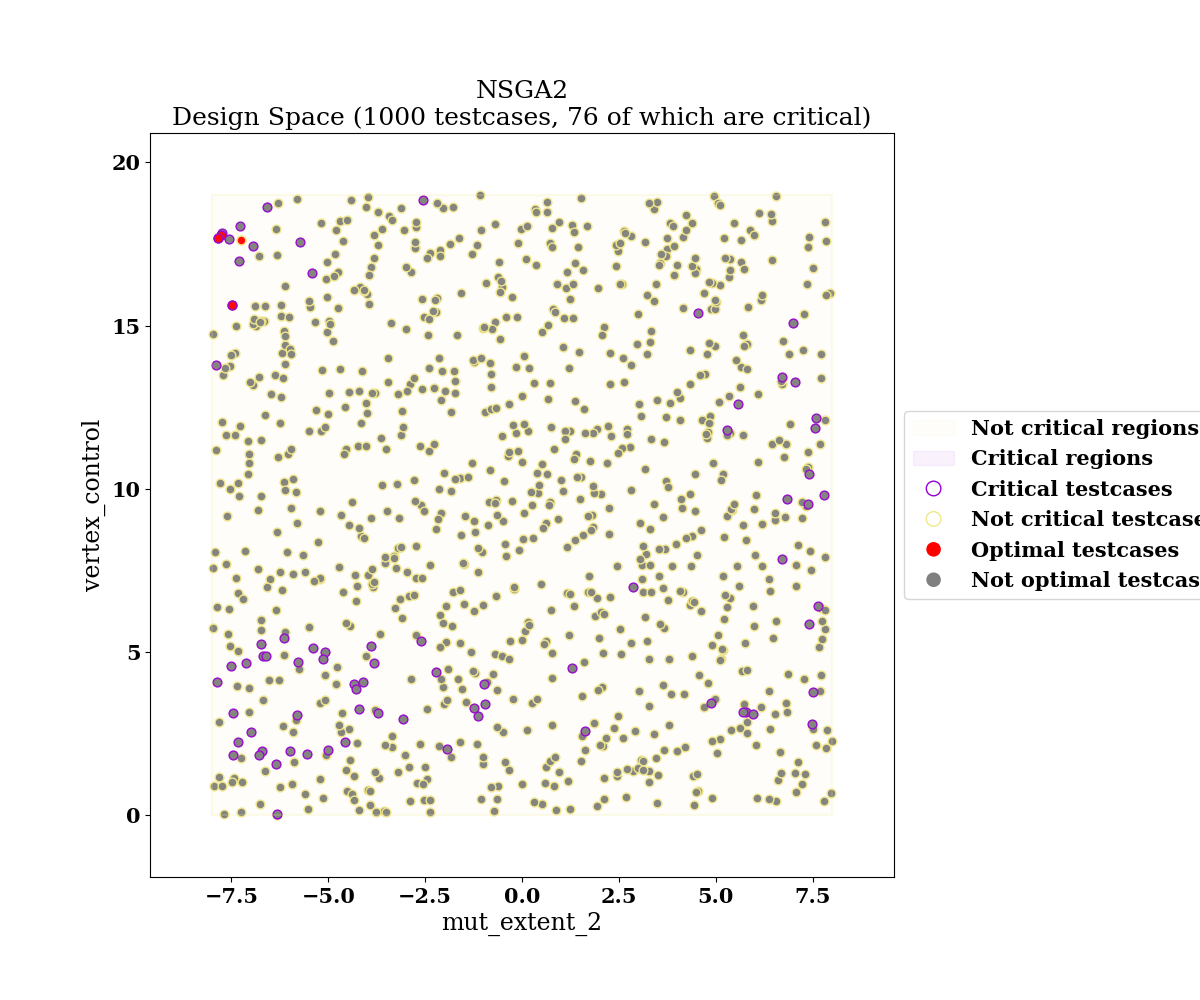 NSGA2
Design Space (1000 testcases, 76 of which are critical)
20
15
10
5
0
vertex_control
−7.5 −5.0 −2.5 0.0 2.5 5.0 7.5
mut_extent_2
Not critical regions
Critical regions
Critical testcases
Not critical testcase
Optimal testcases
Not optimal testcas